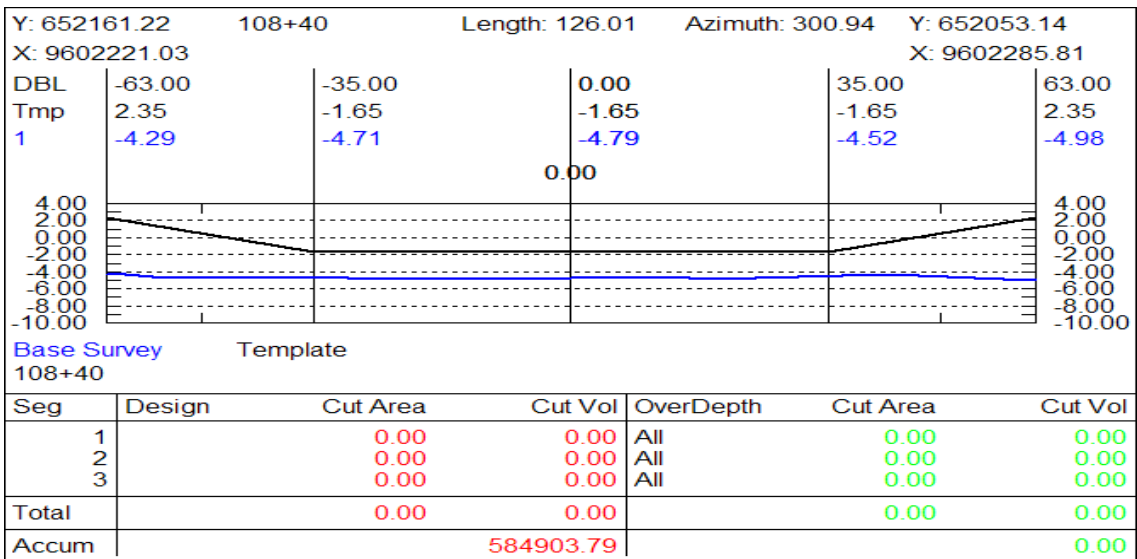 Y: 652161.22 108+40 Length: 126.01 Azimuth: 300.94 Y: 652053.14
X: 9602221.03 X: 9602285.81
DBL -63.00 -35.00 0.00 35.00 63.00
Tmp 2.35 -1.65 -1.65 -1.65 2.35
1 -4.29 -4.71 -4.79 -4.52 -4.98
0.00
4.00 4.00
2.00 2.00
0.00 0.00
-2.00 -2.00
-4.00 -4.00
-6.00 -6.00
-8.00 -8.00
-10.00 -10.00
Base Survey Template
108+40
Seg Design Cut Area Cut Vol OverDepth Cut Area Cut Vol
1 0.00 0.00 All 0.00 0.00
2 0.00 0.00 All 0.00 0.00
3 0.00 0.00 All 0.00 0.00
Total 0.00 0.00 0.00 0.00
Accum 584903.79 0.00